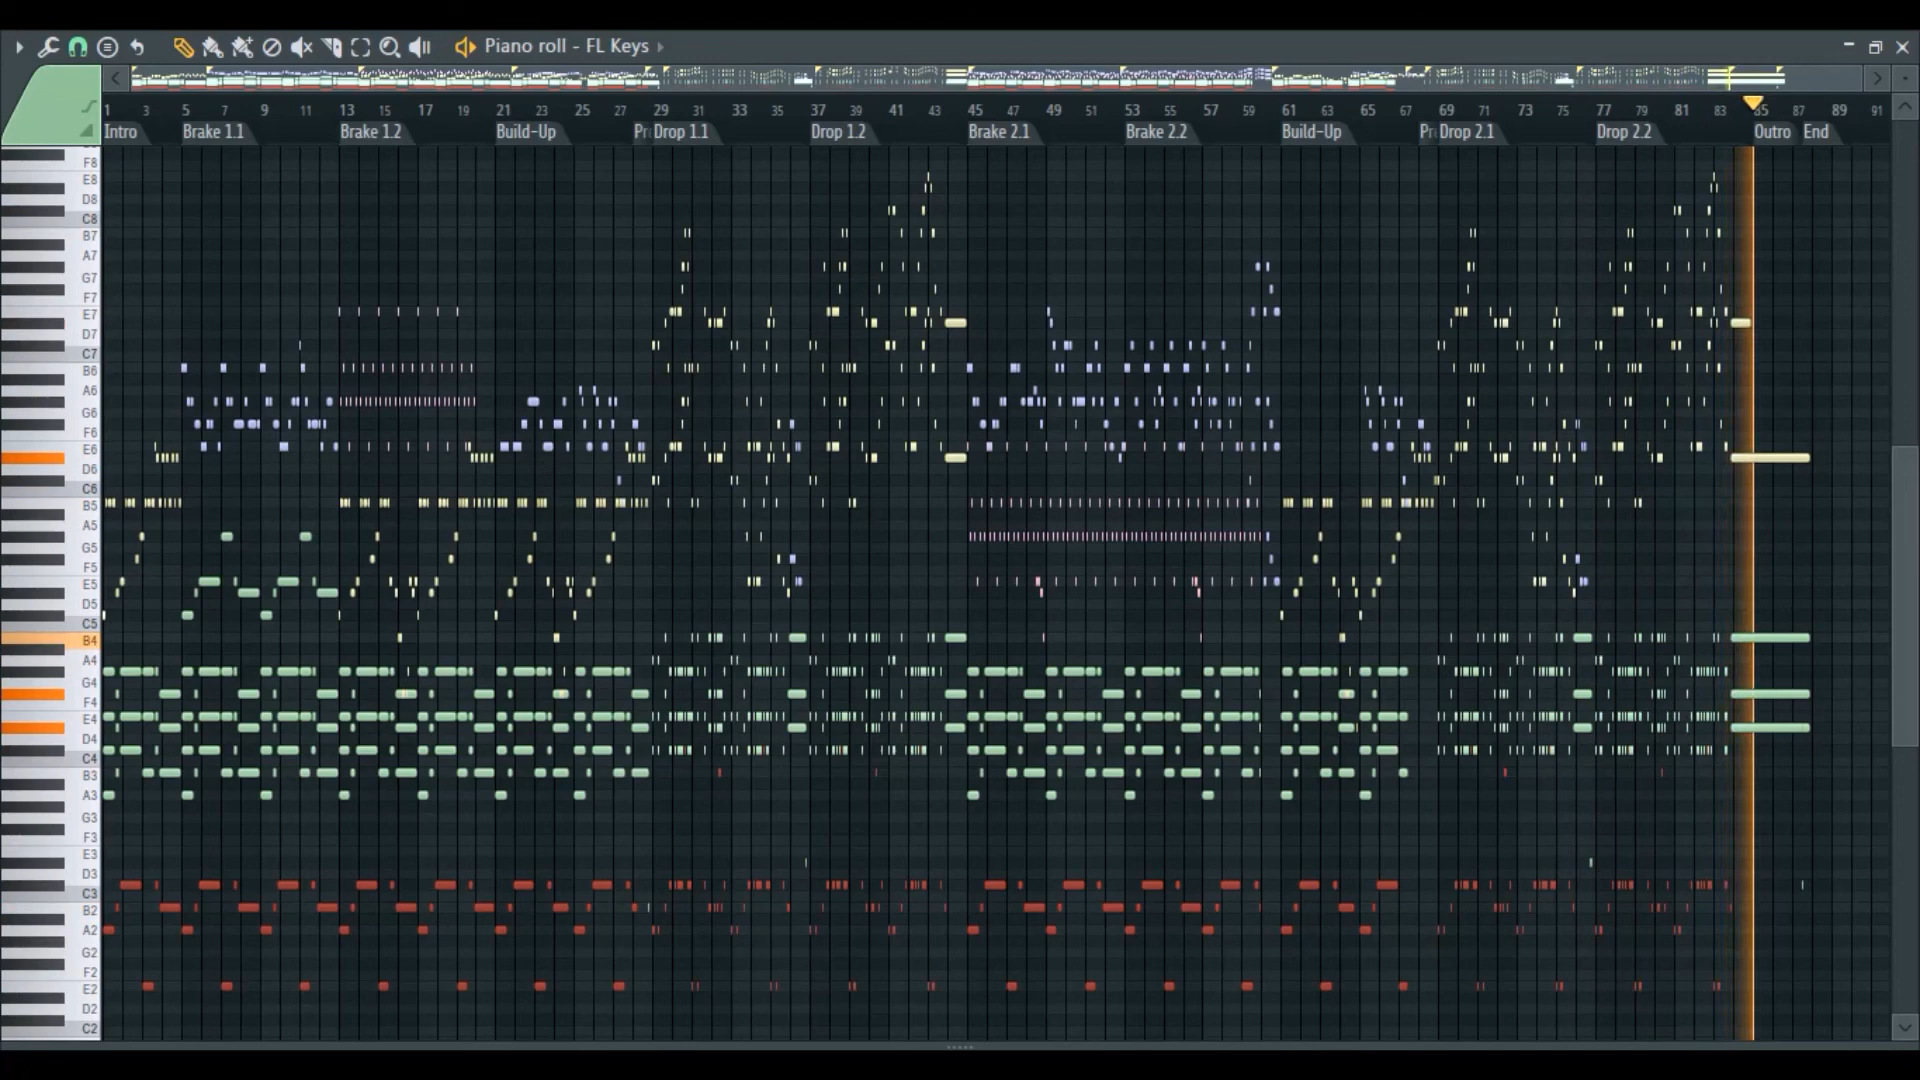 Piano roll - FL Keys
1 3 5 7 9 11 13 15 17 19 21 23 25 27 29 31 33 35 37 39 41 43 45 47 49 51 53 55 57 59 61 63 65 67 69 71 73 75 77 79 81 83 85 87 89 91
Intro Brake 1.1 Brake 1.2 Build-Up Drop 1.1 Drop 1.2 Brake 2.1 Brake 2.2 Build-Up Drop 2.1 Drop 2.2 Outro End
F8
E8
D8
C8
B7
A7
G7
F7
E7
D7
C7
B6
A6
G6
F6
E6
D6
C6
B5
A5
G5
F5
E5
D5
C5
B4
A4
G4
F4
E4
D4
C4
B3
A3
G3
F3
E3
D3
C3
B2
A2
G2
F2
E2
D2
C2